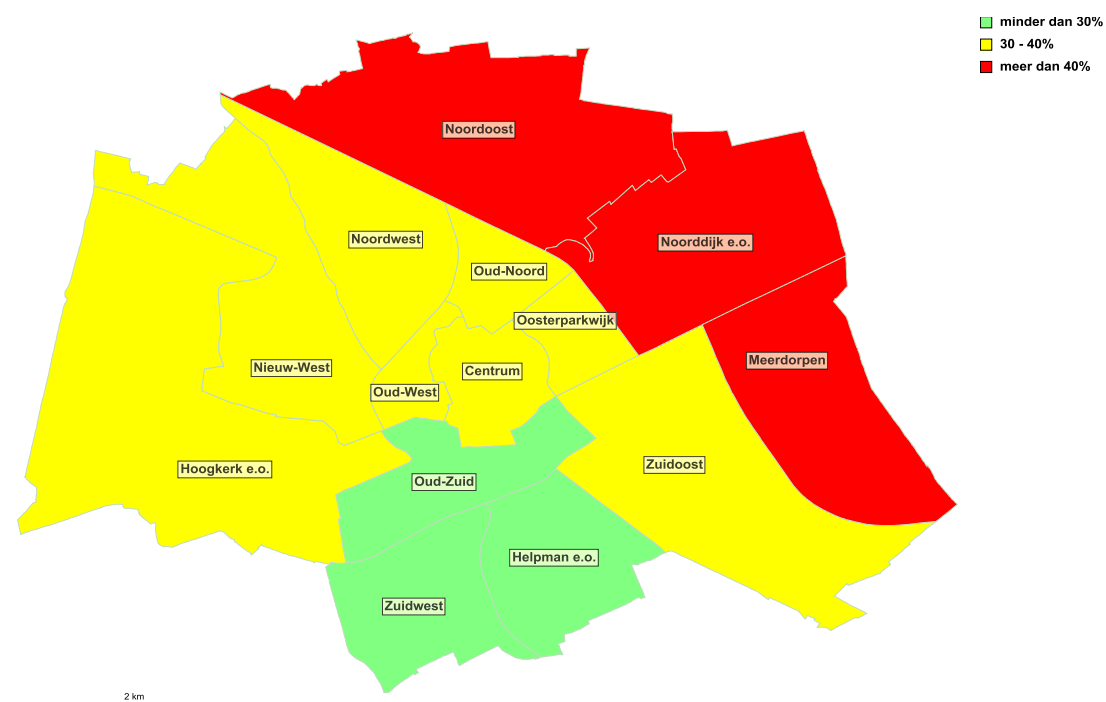 minder dan 30%
30 - 40%
meer dan 40%
Noordoost
Noordwest
Noorddijk e.o.
Oud-Noord
Oosterparkwijk
Meerdorpen
Nieuw-West
Centrum
Oud-West
Hoogkerk e.o.
Zuidoost
Oud-Zuid
Helpman e.o.
Zuidwest
2 km